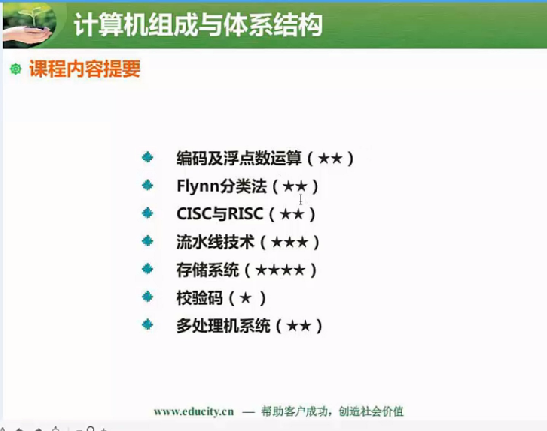 计算机组成与体系结构
课程内容提要
编码及浮点数运算（★★）
Flynn分类法（★★）
CISC与RISC（★★）
流水线技术（★★★）
存储系统（★★★★）
校验码（★ ）
多处理机系统（★★）
www.educity.cn — 帮助客户成功，创造社会价值